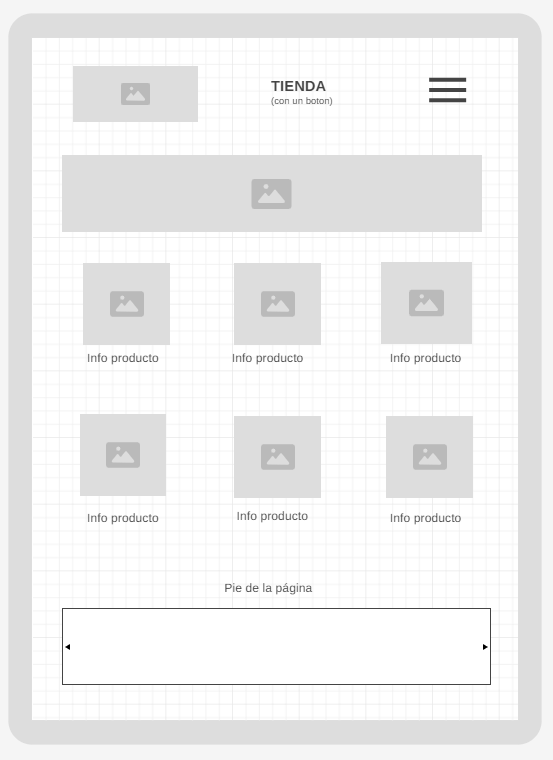 TIENDA
(con un boton)
Info producto
Info producto
Info producto
Info producto
Info producto
Info producto
Pie de la página